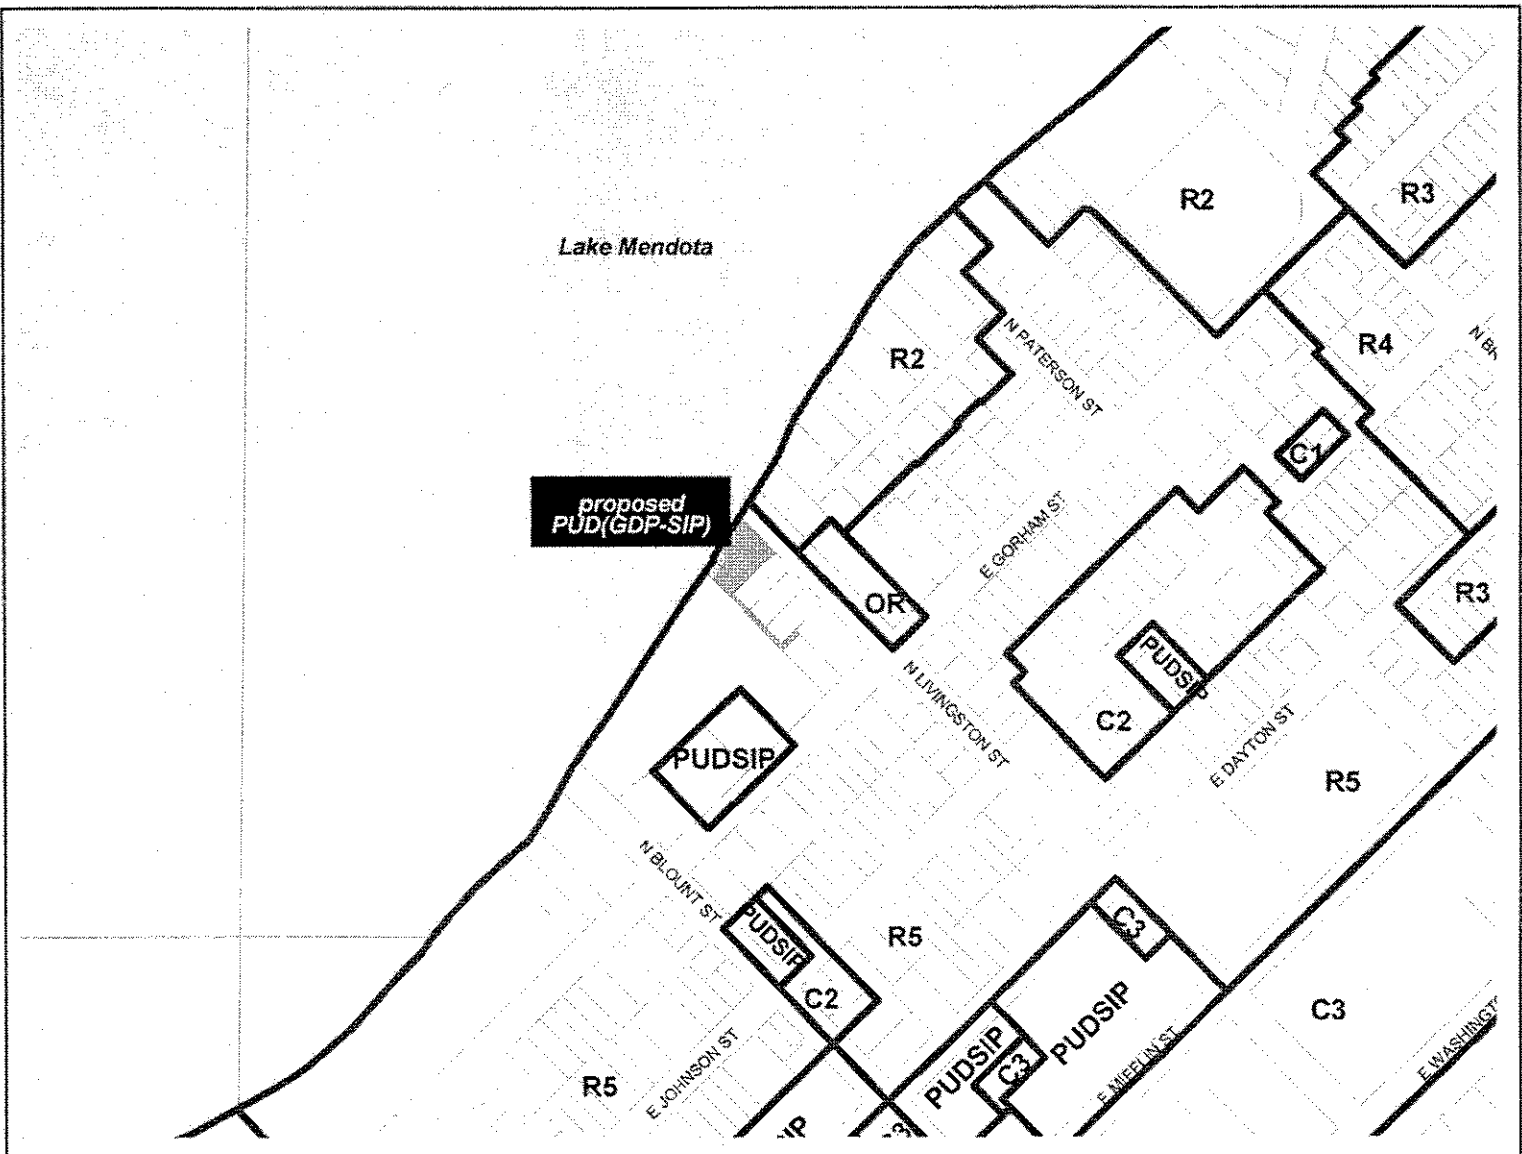 R2
R3
Lake Mendota
N PATERSON ST
R4
R2
C1
proposed
PUD(GDP-SIP)
E GORHAM ST
OR
R3
PUDSIP
N LIVINGSTON ST
C2
E DAYTON ST
PUDSIP
R5
N BLOUNT ST
PUDSIP
C3
R5
C2
PUDSIP
C3
PUDSIP
C3
E JOHNSON ST
E MIFFLIN ST
R5